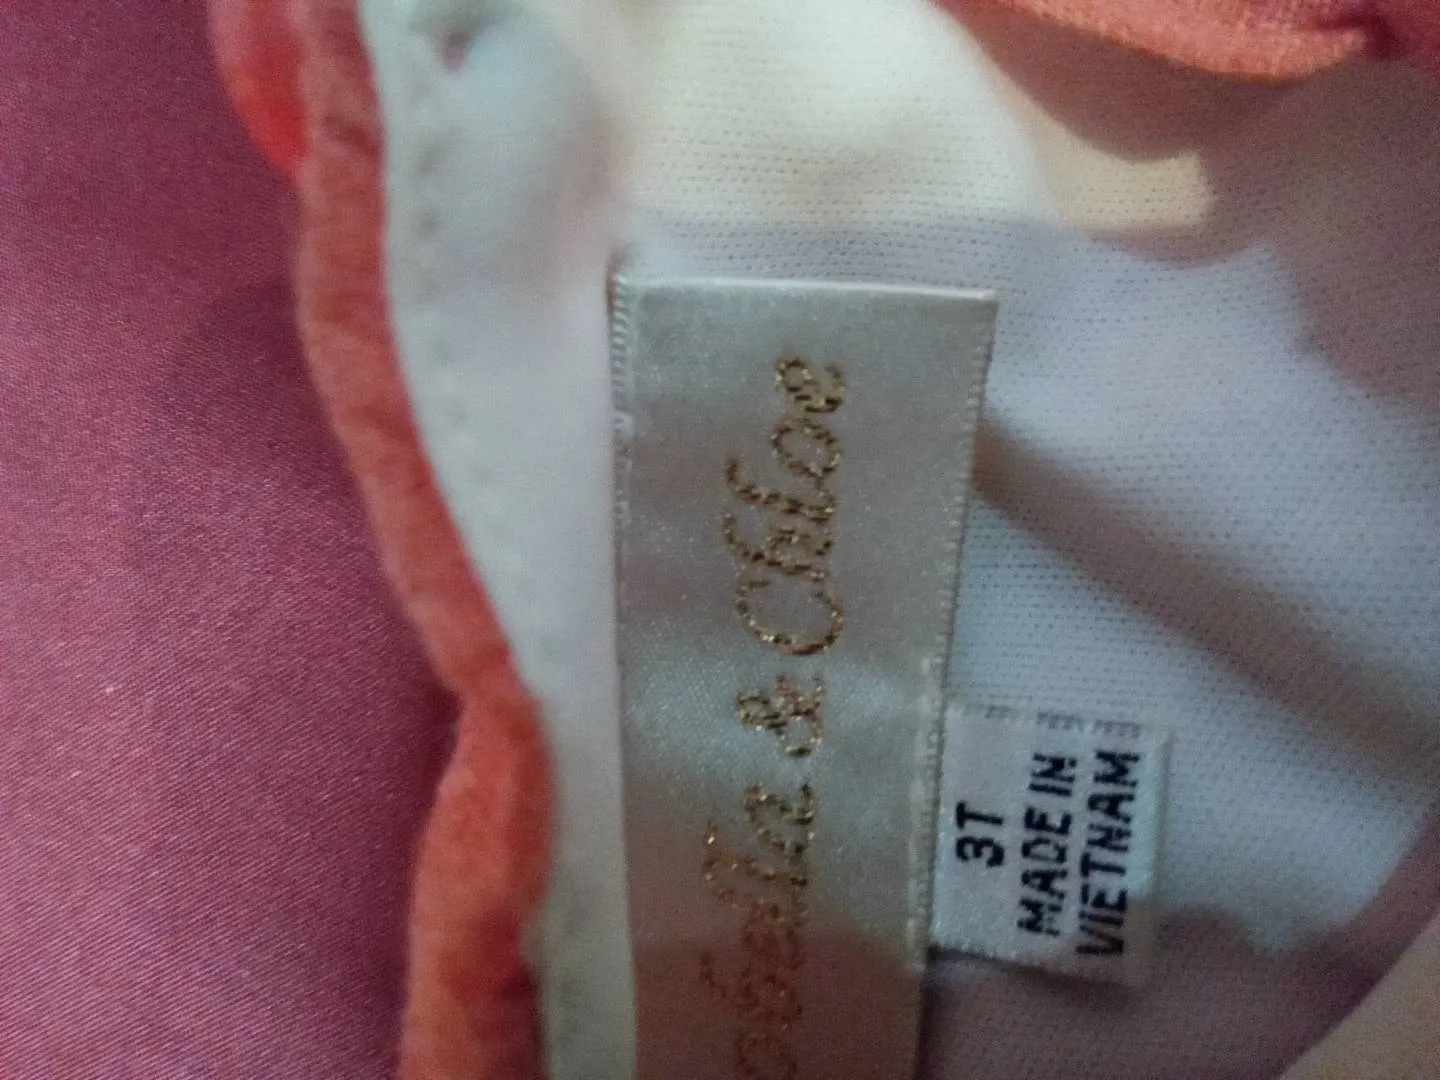 & Chloe
3T
MADE IN
VIETNAM